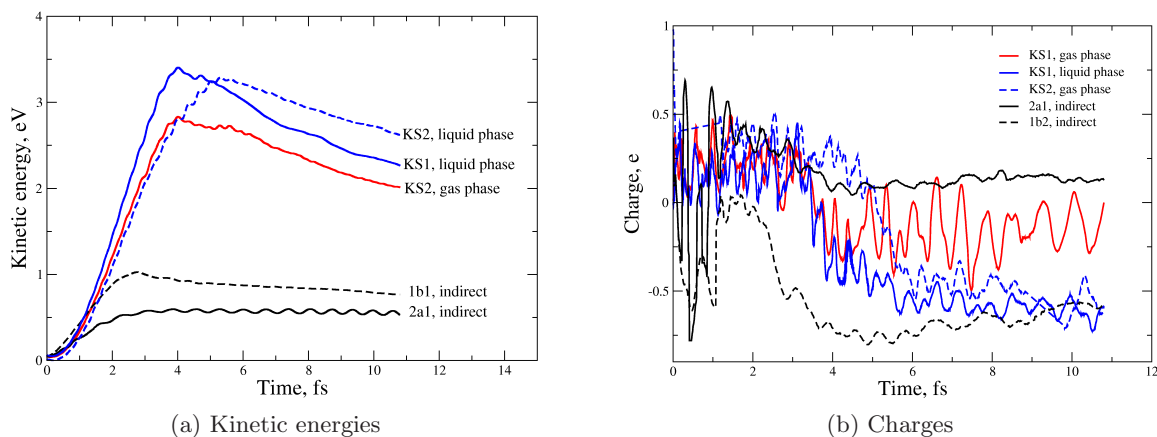 4
3
2
1
0
0
2
4
6
8
10
12
14
Kinetic energy, eV
Time, fs
KS2, liquid phase
KS1, liquid phase
KS2, gas phase
1b1, indirect
2a1, indirect
(a) Kinetic energies
1
0.5
0
-0.5
0
2
4
6
8
10
12
Charge, e
Time, fs
KS1, gas phase
KS1, liquid phase
KS2, gas phase
2a1, indirect
1b2, indirect
(b) Charges